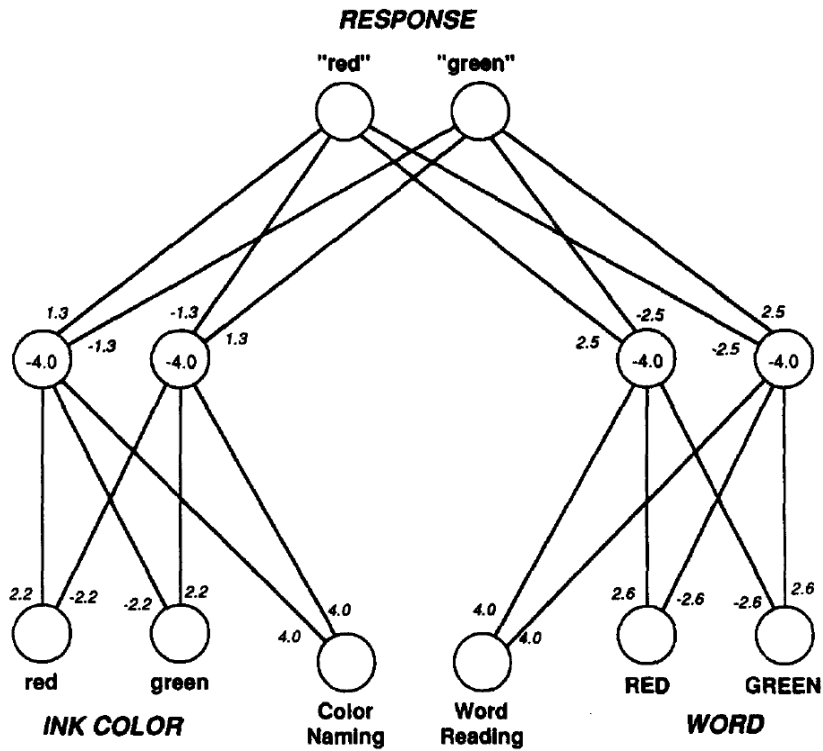 RESPONSE
"red" "green"
1.3 -1.3 -2.5 2.5
-1.3 1.3 2.5 -2.5
-4.0 -4.0 -4.0 -4.0
2.2 -2.2 -2.2 2.2 4.0 4.0 2.6 -2.6 -2.6 2.6
4.0 4.0
red green RED GREEN
Color Word
Naming Reading
INK COLOR WORD